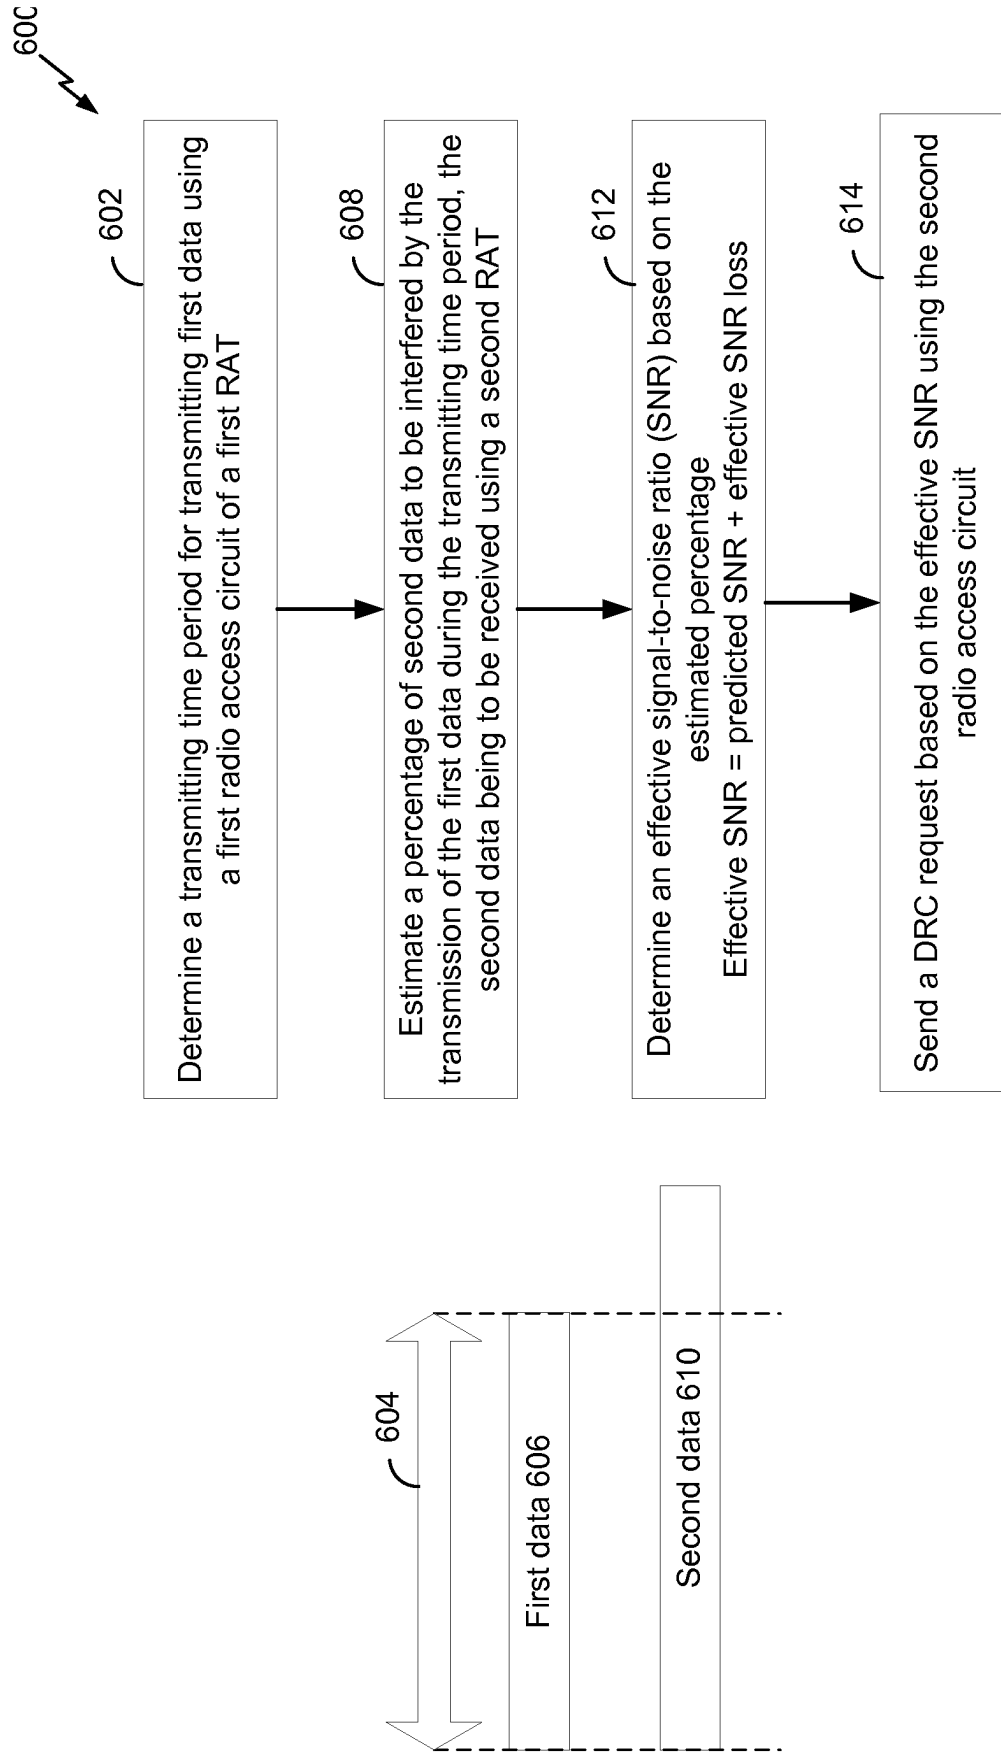 600
602
Determine a transmitting time period for transmitting first data using
a first radio access circuit of a first RAT
608
Estimate a percentage of second data to be interfered by the
transmission of the first data during the transmitting time period, the
second data being to be received using a second RAT
612
Determine an effective signal-to-noise ratio (SNR) based on the
estimated percentage
Effective SNR = predicted SNR + effective SNR loss
614
Send a DRC request based on the effective SNR using the second
radio access circuit
604
First data 606
Second data 610